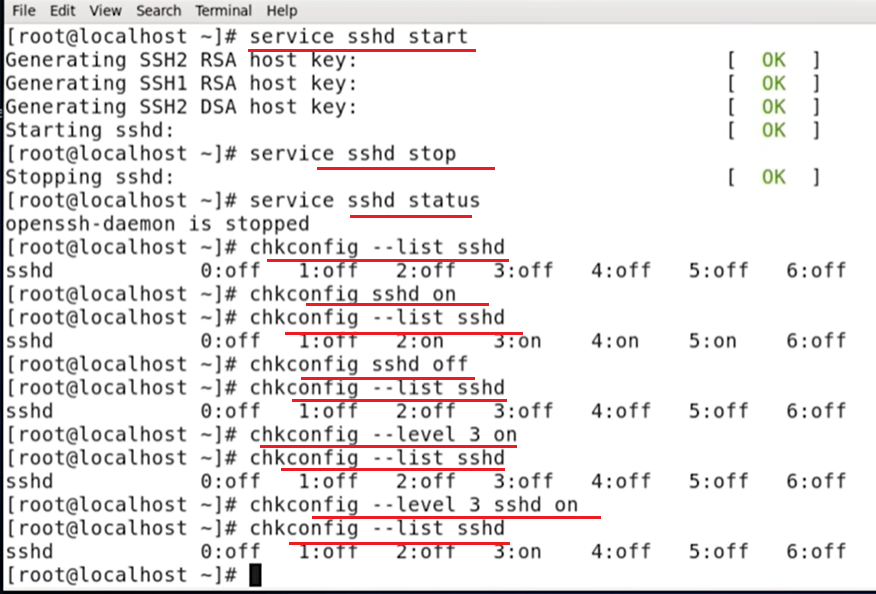 File Edit View Search Terminal Help
[root@localhost ~]# service sshd start
Generating SSH2 RSA host key: [ OK ]
Generating SSH1 RSA host key: [ OK ]
Generating SSH2 DSA host key: [ OK ]
Starting sshd: [ OK ]
[root@localhost ~]# service sshd stop
Stopping sshd: [ OK ]
[root@localhost ~]# service sshd status
openssh-daemon is stopped
[root@localhost ~]# chkconfig --list sshd
sshd 0:off 1:off 2:off 3:off 4:off 5:off 6:off
[root@localhost ~]# chkconfig sshd on
[root@localhost ~]# chkconfig --list sshd
sshd 0:off 1:off 2:on 3:on 4:on 5:on 6:off
[root@localhost ~]# chkconfig sshd off
[root@localhost ~]# chkconfig --list sshd
sshd 0:off 1:off 2:off 3:off 4:off 5:off 6:off
[root@localhost ~]# chkconfig --level 3 on
[root@localhost ~]# chkconfig --list sshd
sshd 0:off 1:off 2:off 3:off 4:off 5:off 6:off
[root@localhost ~]# chkconfig --level 3 sshd on
[root@localhost ~]# chkconfig --list sshd
sshd 0:off 1:off 2:off 3:on 4:off 5:off 6:off
[root@localhost ~]#